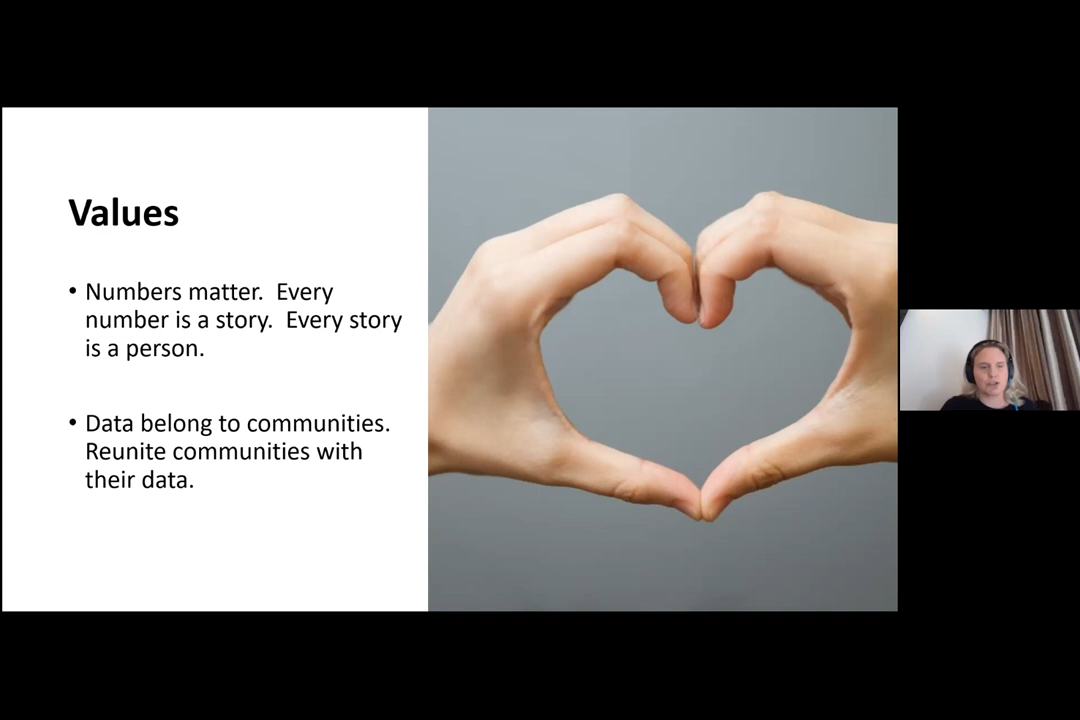 Values
• Numbers matter.  Every
number is a story.  Every story
is a person.
• Data belong to communities.
Reunite communities with
their data.